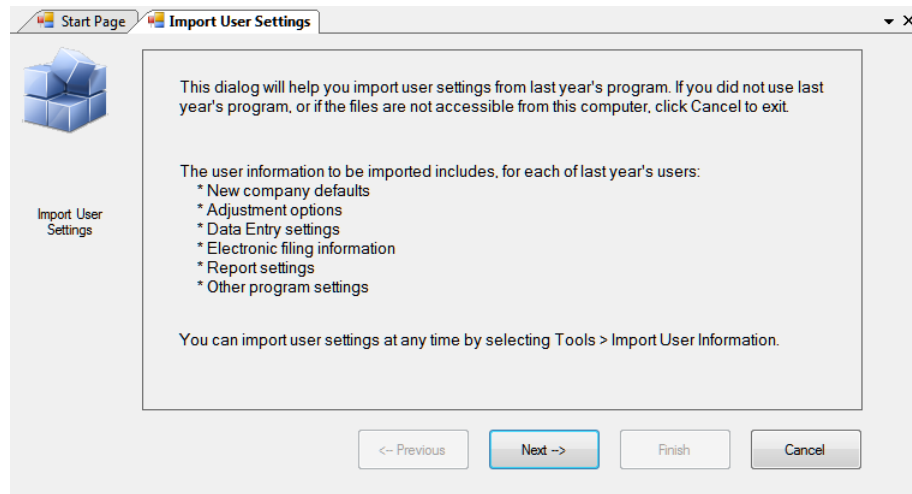 Start Page
Import User Settings
This dialog will help you import user settings from last year's program. If you did not use last
year's program, or if the files are not accessible from this computer, click Cancel to exit.
The user information to be imported includes, for each of last year's users:
* New company defaults
* Adjustment options
* Data Entry settings
* Electronic filing information
* Report settings
* Other program settings
Import User
Settings
You can import user settings at any time by selecting Tools > Import User Information.
<-- Previous
Next -->
Finish
Cancel